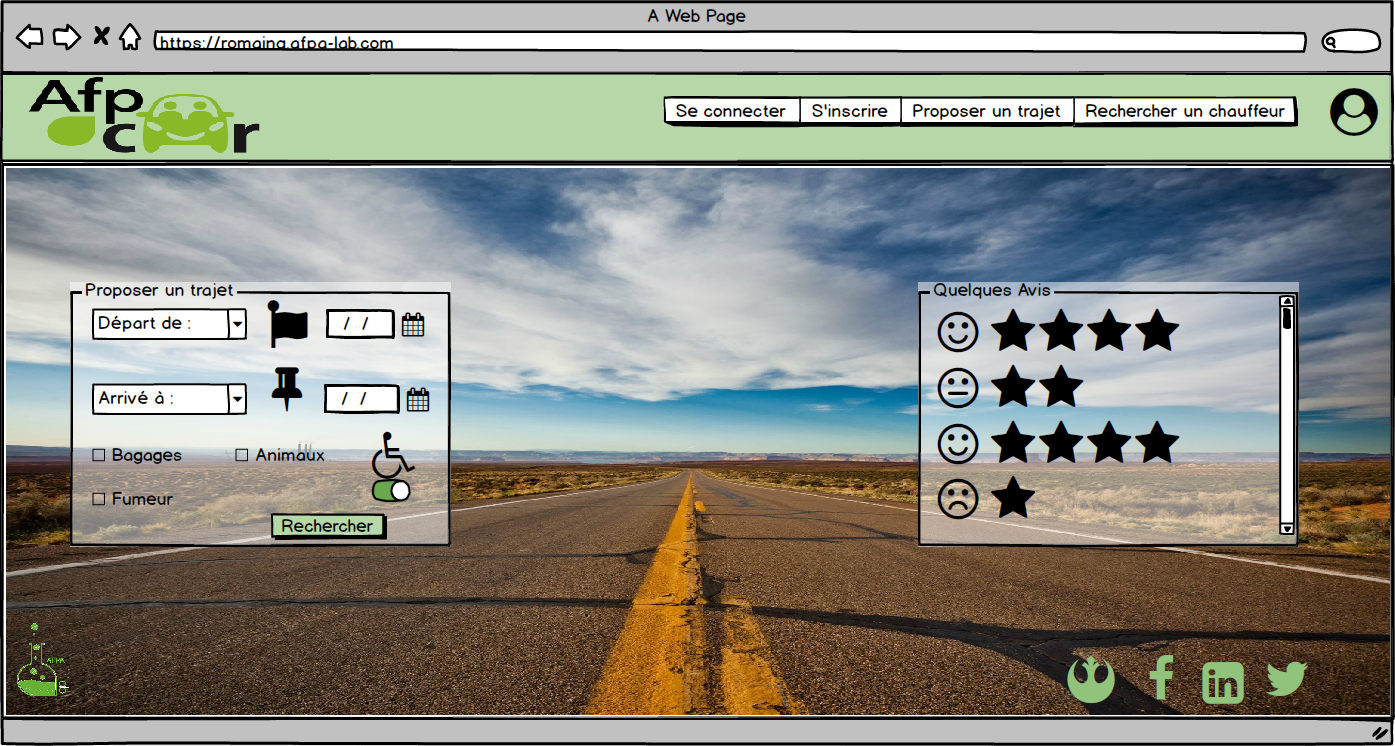 A Web Page
https://romaing.afpa-lab.com
Afp
car
Se connecter
S'inscrire
Proposer un trajet
Rechercher un chauffeur
Proposer un trajet
Départ de :
/ /
Arrivé à :
/ /
Bagages
Animaux
Fumeur
Rechercher
Quelques Avis
AFPA
f
in